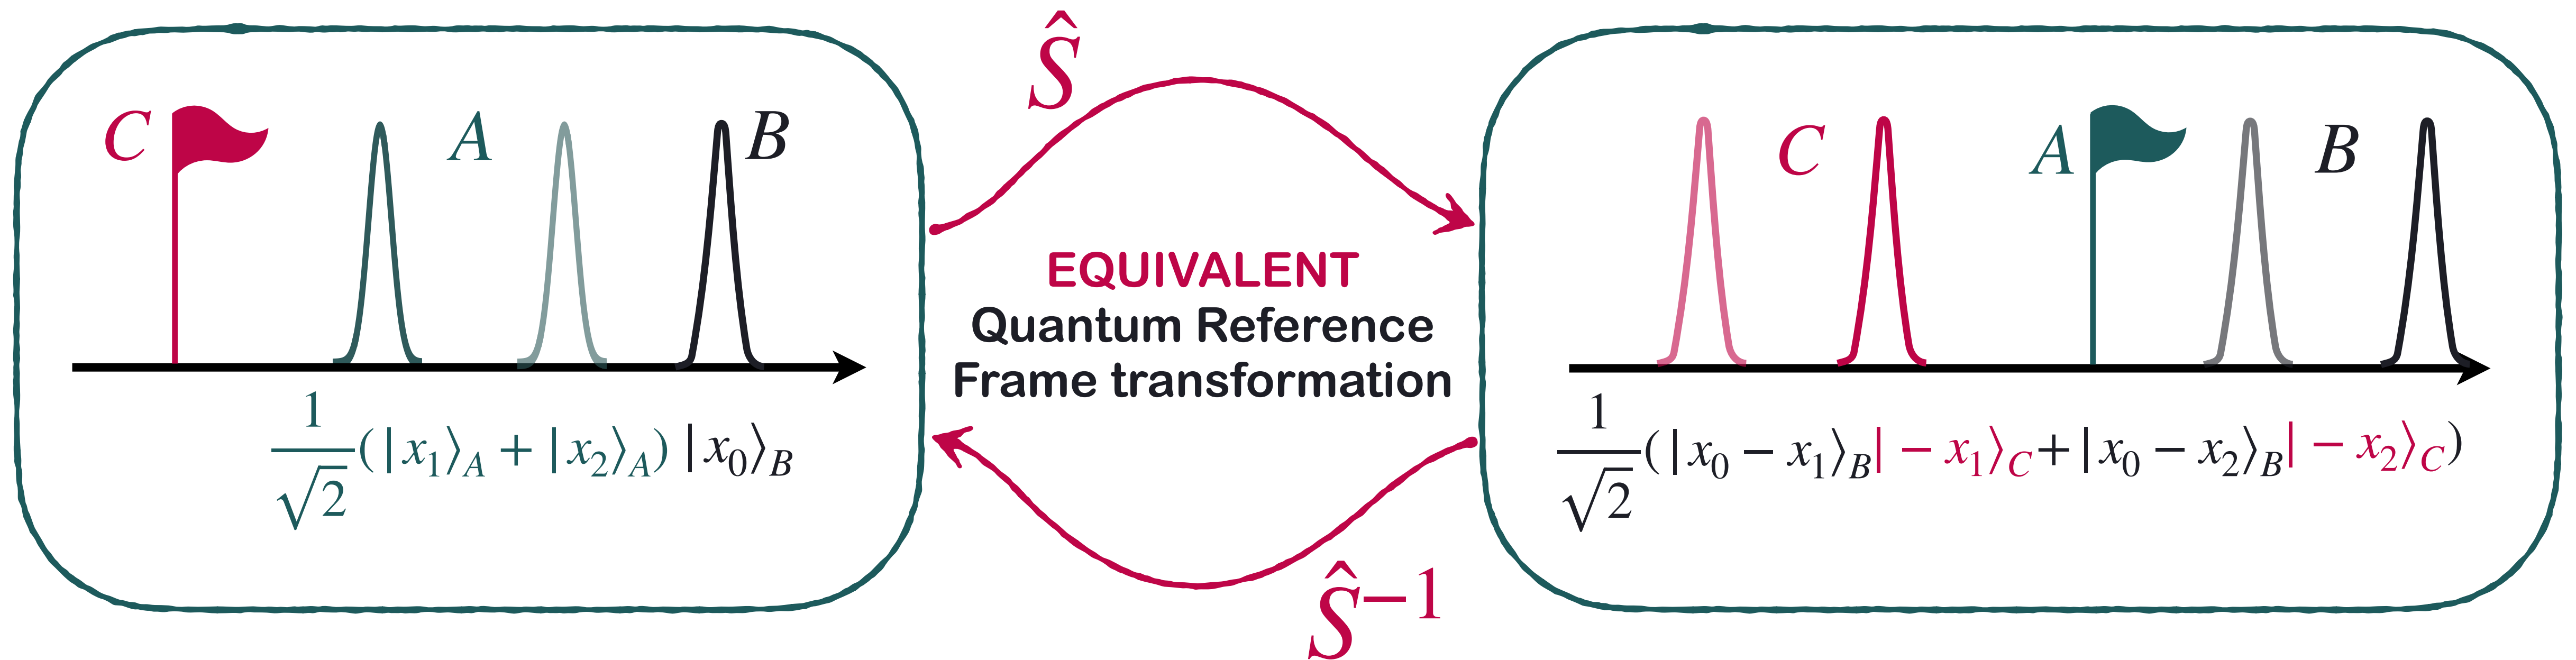 Ŝ
C A B
C A B
EQUIVALENT
Quantum Reference
Frame transformation
1/√2(|x₁⟩_A + |x₂⟩_A) |x₀⟩_B
1/√2(|x₀ − x₁⟩_B| − x₁⟩_C + |x₀ − x₂⟩_B| − x₂⟩_C)
Ŝ⁻¹